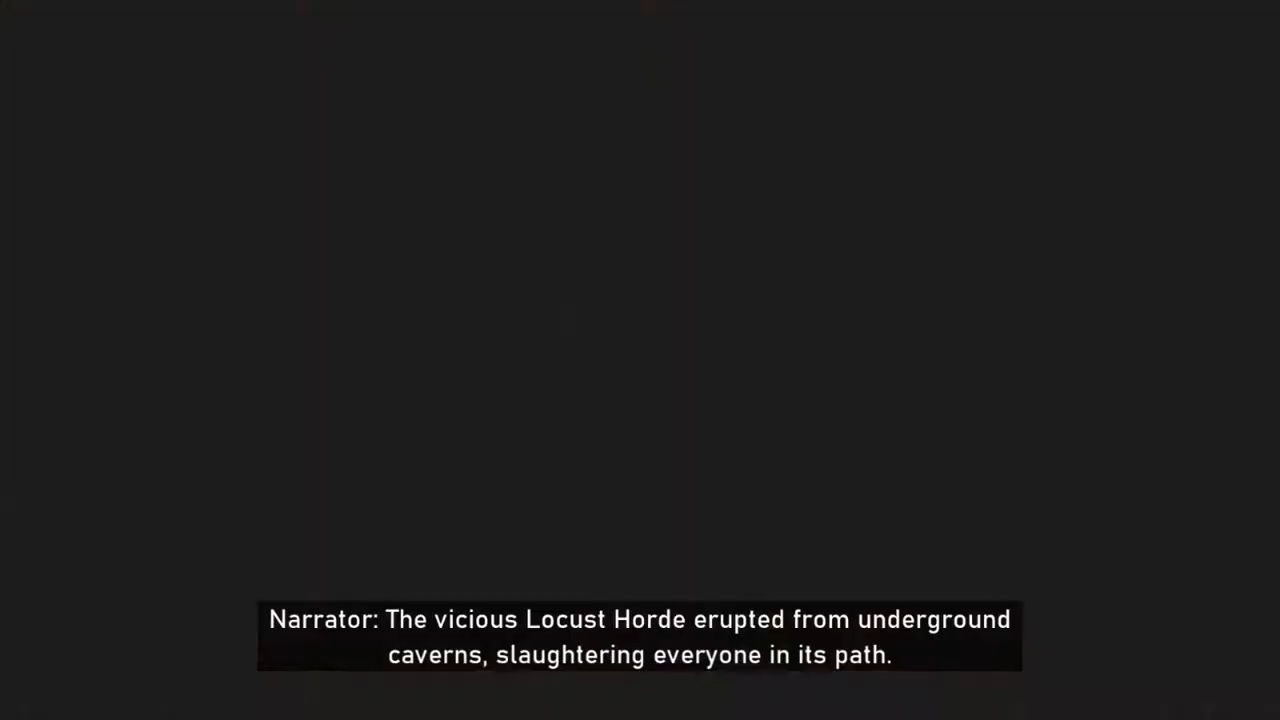 Narrator: The vicious Locust Horde erupted from underground
caverns, slaughtering everyone in its path.